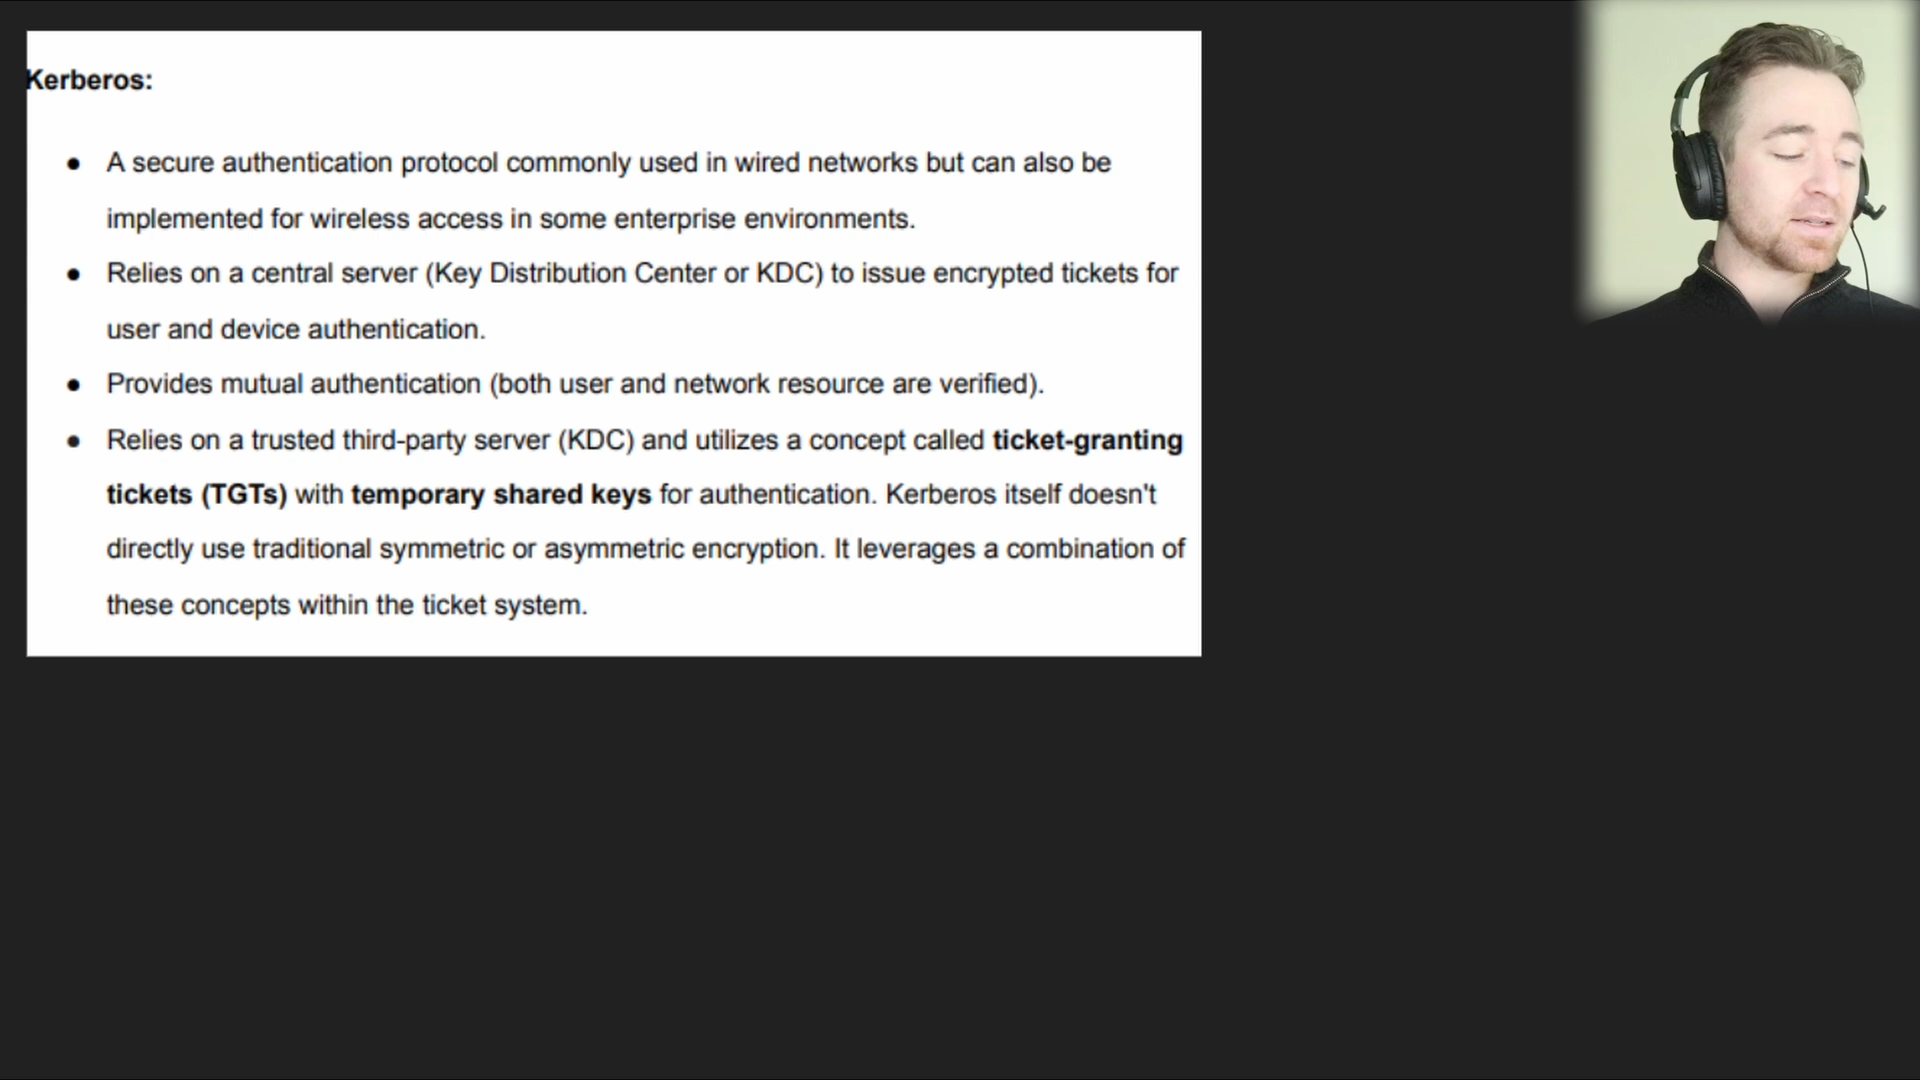 Kerberos:
● A secure authentication protocol commonly used in wired networks but can also be
implemented for wireless access in some enterprise environments.
● Relies on a central server (Key Distribution Center or KDC) to issue encrypted tickets for
user and device authentication.
● Provides mutual authentication (both user and network resource are verified).
● Relies on a trusted third-party server (KDC) and utilizes a concept called ticket-granting
tickets (TGTs) with temporary shared keys for authentication. Kerberos itself doesn't
directly use traditional symmetric or asymmetric encryption. It leverages a combination of
these concepts within the ticket system.